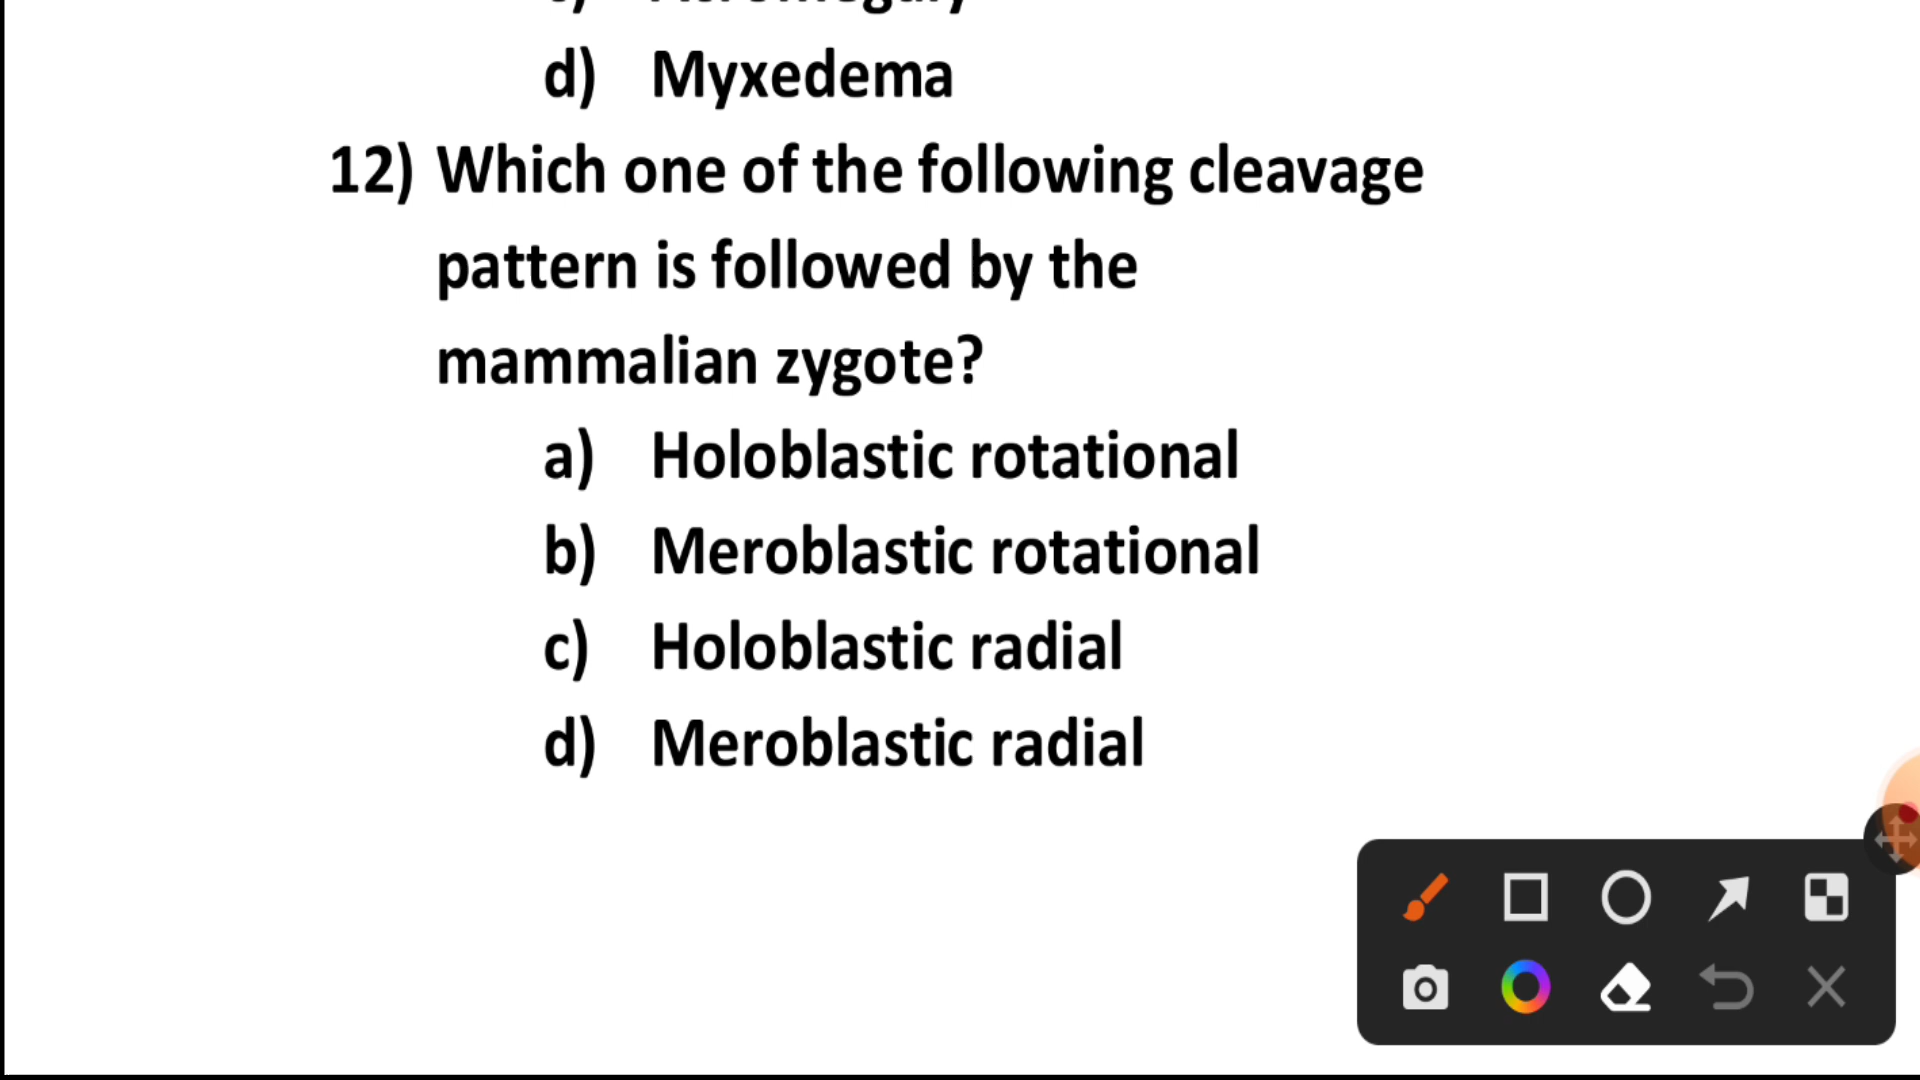 d) Myxedema
12) Which one of the following cleavage
pattern is followed by the
mammalian zygote?
a) Holoblastic rotational
b) Meroblastic rotational
c) Holoblastic radial
d) Meroblastic radial